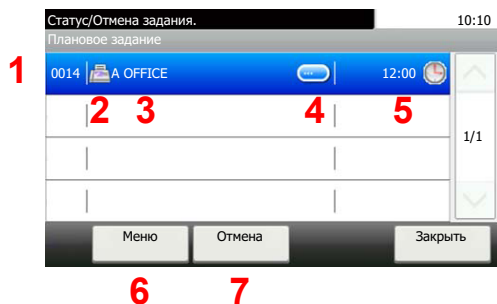 Статус/Отмена задания. 10:10
Плановое задание
1 0014 A OFFICE 12:00
2 3 4 5
1/1
Меню Отмена Закрыть
6 7